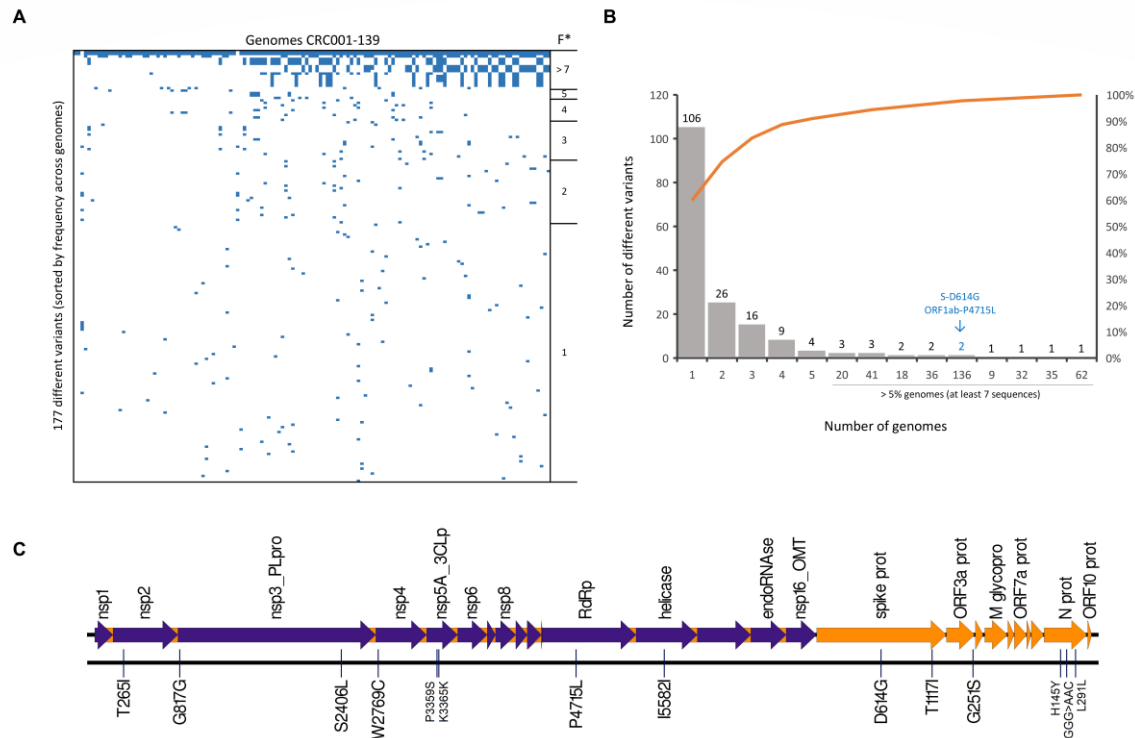 A
Genomes CRC001-139
F*
177 different variants (sorted by frequency across genomes)
> 7
5
4
3
2
1
B
Number of different variants
120
100
80
60
40
20
0
106
26
16
9
4
3
3
2
2
2
1
1
1
1
S-D614G
ORF1ab-P4715L
100%
90%
80%
70%
60%
50%
40%
30%
20%
10%
0%
1 2 3 4 5 20 41 18 36 136 9 32 35 62
> 5% genomes (at least 7 sequences)
Number of genomes
C
nsp1
nsp2
nsp3_PLpro
nsp4
nsp5A_3CLp
nsp6
nsp8
RdRp
helicase
endoRNAse
nsp16_OMT
spike prot
ORF3a prot
M glycopro
ORF7a prot
N prot
ORF10 prot
T265I
G817G
S2406L
W2769C
P3359S
K3365K
P4715L
I5582I
D614G
T1117I
G251S
H145Y
GGG>AAC
L291L